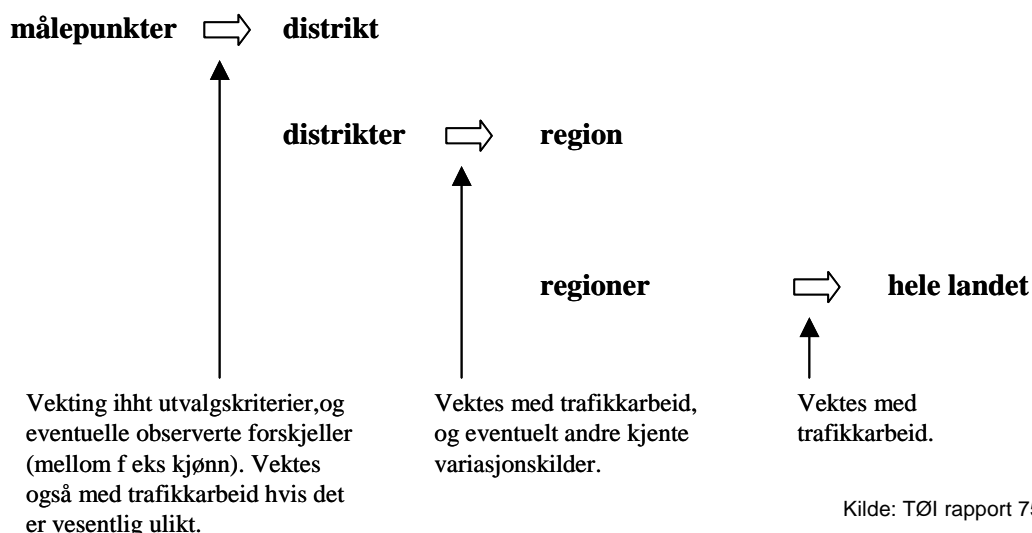 målepunkter distrikt
distrikter region
regioner hele landet
Vekting ihht utvalgskriterier,og
eventuelle observerte forskjeller
(mellom f eks kjønn). Vektes
også med trafikkarbeid hvis det
er vesentlig ulikt.
Vektes med trafikkarbeid,
og eventuelt andre kjente
variasjonskilder.
Vektes med
trafikkarbeid.
Kilde: TØI rapport